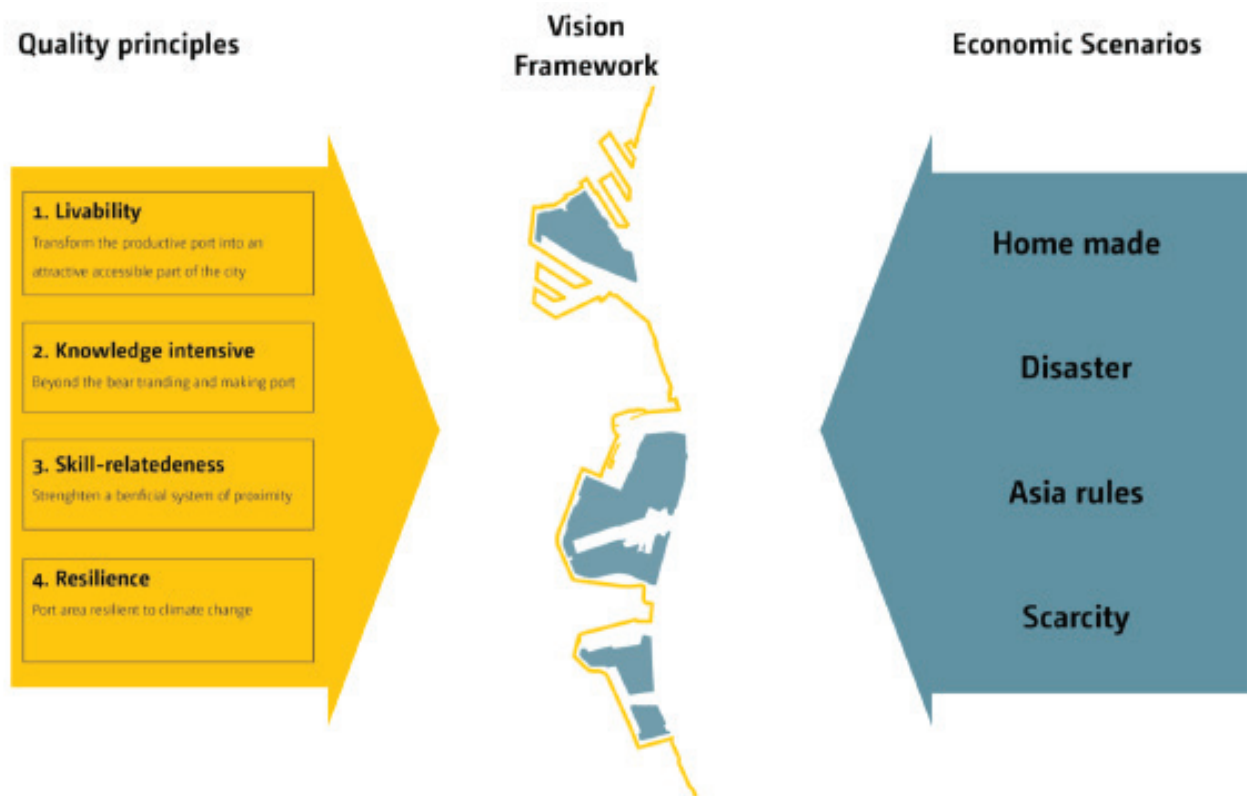 Quality principles
Vision
Framework
Economic Scenarios
1. Livability
Transform the productive port into an
attractive accessible part of the city
2. Knowledge intensive
Beyond the bear tranding and making port
3. Skill-relatedeness
Strenghten a benficial system of proximity
4. Resilience
Port area resilient to climate change
Home made
Disaster
Asia rules
Scarcity